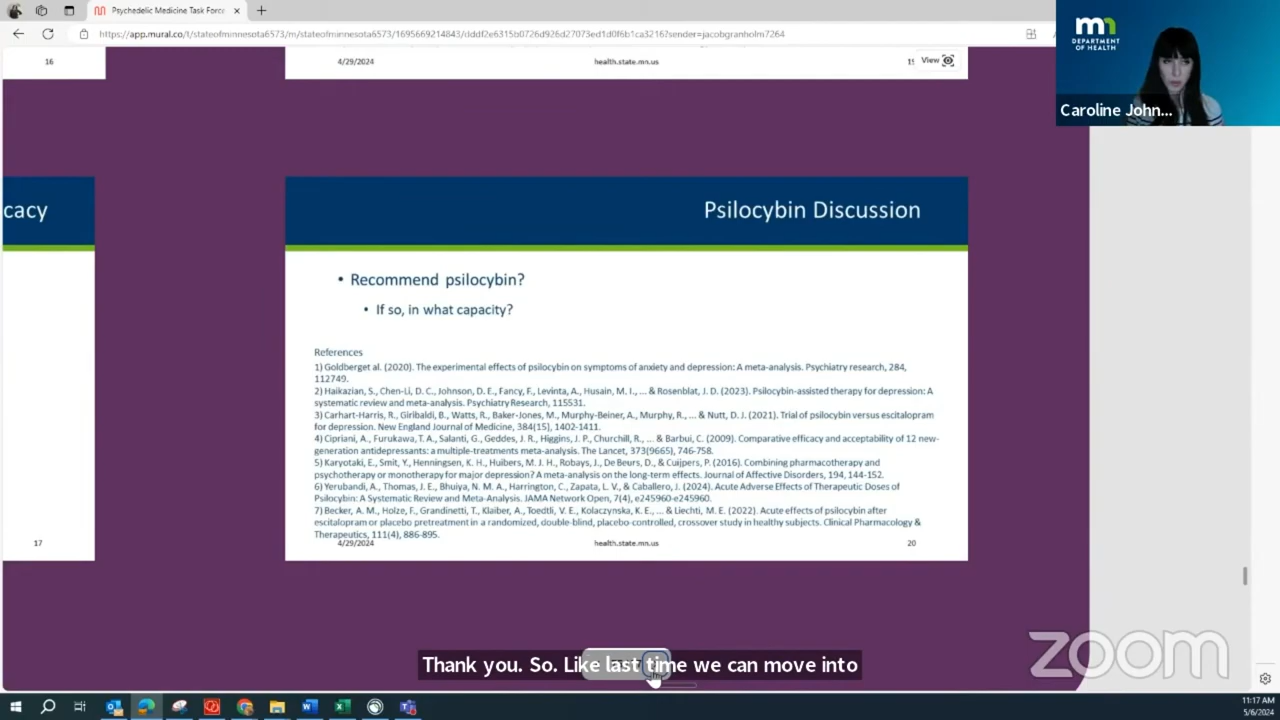 Psychedelic Medicine Task Force
https://app.mural.co/t/stateofminnesota6573/m/stateofminnesota6573/1695669214843/dddf2e6315b0726d926d27073ed1d0f6b1ca3216?sender=jacobgranholm7264
mn
DEPARTMENT
OF HEALTH
Caroline John...
16
4/29/2024
health.state.mn.us
View
cacy
Psilocybin Discussion
• Recommend psilocybin?
• If so, in what capacity?
References
1) Goldberget al. (2020). The experimental effects of psilocybin on symptoms of anxiety and depression: A meta-analysis. Psychiatry research, 284,
112749.
2) Haikazian, S., Chen-Li, D. C., Johnson, D. E., Fancy, F., Levinta, A., Husain, M. I., ... & Rosenblat, J. D. (2023). Psilocybin-assisted therapy for depression: A
systematic review and meta-analysis. Psychiatry Research, 115531.
3) Carhart-Harris, R., Giribaldi, B., Watts, R., Baker-Jones, M., Murphy-Beiner, A., Murphy, R., ... & Nutt, D. J. (2021). Trial of psilocybin versus escitalopram
for depression. New England Journal of Medicine, 384(15), 1402-1411.
4) Cipriani, A., Furukawa, T. A., Salanti, G., Geddes, J. R., Higgins, J. P., Churchill, R., ... & Barbui, C. (2009). Comparative efficacy and acceptability of 12 new-
generation antidepressants: a multiple-treatments meta-analysis. The Lancet, 373(9665), 746-758.
5) Karyotaki, E., Smit, Y., Henningsen, K. H., Huibers, M. J. H., Robays, J., De Beurs, D., & Cuijpers, P. (2016). Combining pharmacotherapy and
psychotherapy or monotherapy for major depression? A meta-analysis on the long-term effects. Journal of Affective Disorders, 194, 144-152.
6) Yerubandi, A., Thomas, J. E., Bhuiya, N. M. A., Harrington, C., Zapata, L. V., & Caballero, J. (2024). Acute Adverse Effects of Therapeutic Doses of
Psilocybin: A Systematic Review and Meta-Analysis. JAMA Network Open, 7(4), e245960-e245960.
7) Becker, A. M., Holze, F., Grandinetti, T., Klaiber, A., Toedtli, V. E., Kolaczynska, K. E., ... & Liechti, M. E. (2022). Acute effects of psilocybin after
escitalopram or placebo pretreatment in a randomized, double-blind, placebo-controlled, crossover study in healthy subjects. Clinical Pharmacology &
Therapeutics, 111(4), 886-895.
17
4/29/2024
health.state.mn.us
20
Thank you. So. Like last time we can move into
zoom
11:17 AM
5/6/2024